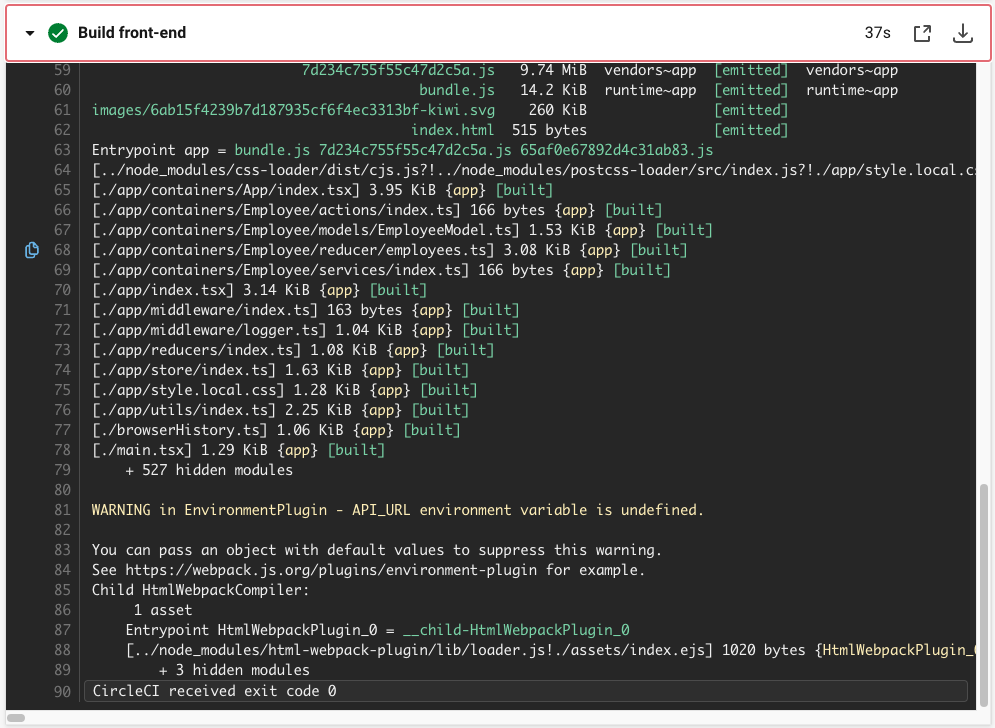 Build front-end 37s
59 7d234c755f55c47d2c5a.js 9.74 MiB vendors~app [emitted] vendors~app
60 bundle.js 14.2 KiB runtime~app [emitted] runtime~app
61 images/6ab15f4239b7d187935cf6f4ec3313bf-kiwi.svg 260 KiB [emitted]
62 index.html 515 bytes [emitted]
63 Entrypoint app = bundle.js 7d234c755f55c47d2c5a.js 65af0e67892d4c31ab83.js
64 [../node_modules/css-loader/dist/cjs.js?!../node_modules/postcss-loader/src/index.js?!./app/style.local.cs
65 [./app/containers/App/index.tsx] 3.95 KiB {app} [built]
66 [./app/containers/Employee/actions/index.ts] 166 bytes {app} [built]
67 [./app/containers/Employee/models/EmployeeModel.ts] 1.53 KiB {app} [built]
68 [./app/containers/Employee/reducer/employees.ts] 3.08 KiB {app} [built]
69 [./app/containers/Employee/services/index.ts] 166 bytes {app} [built]
70 [./app/index.tsx] 3.14 KiB {app} [built]
71 [./app/middleware/index.ts] 163 bytes {app} [built]
72 [./app/middleware/logger.ts] 1.04 KiB {app} [built]
73 [./app/reducers/index.ts] 1.08 KiB {app} [built]
74 [./app/store/index.ts] 1.63 KiB {app} [built]
75 [./app/style.local.css] 1.28 KiB {app} [built]
76 [./app/utils/index.ts] 2.25 KiB {app} [built]
77 [./browserHistory.ts] 1.06 KiB {app} [built]
78 [./main.tsx] 1.29 KiB {app} [built]
79 + 527 hidden modules
80
81 WARNING in EnvironmentPlugin - API_URL environment variable is undefined.
82
83 You can pass an object with default values to suppress this warning.
84 See https://webpack.js.org/plugins/environment-plugin for example.
85 Child HtmlWebpackCompiler:
86 1 asset
87 Entrypoint HtmlWebpackPlugin_0 = __child-HtmlWebpackPlugin_0
88 [../node_modules/html-webpack-plugin/lib/loader.js!./assets/index.ejs] 1020 bytes {HtmlWebpackPlugin_0
89 + 3 hidden modules
90 CircleCI received exit code 0